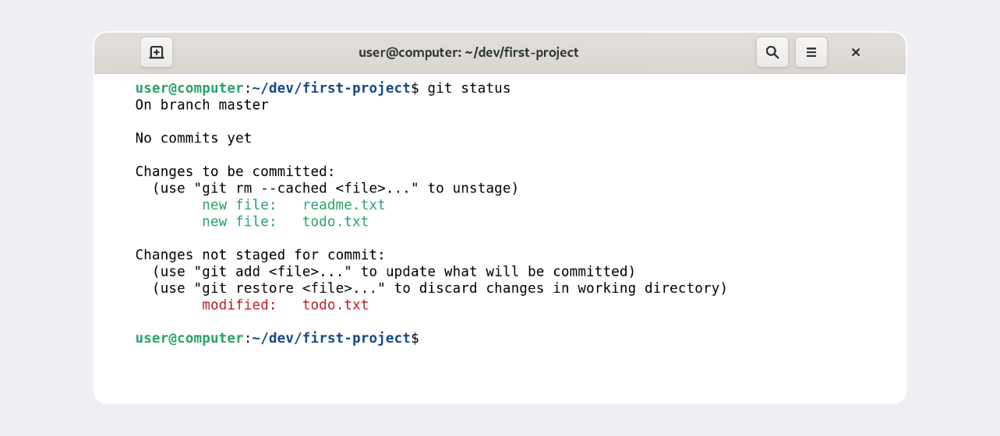 user@computer: ~/dev/first-project
user@computer:~/dev/first-project$ git status
On branch master
No commits yet
Changes to be committed:
(use "git rm --cached <file>..." to unstage)
new file:   readme.txt
new file:   todo.txt
Changes not staged for commit:
(use "git add <file>..." to update what will be committed)
(use "git restore <file>..." to discard changes in working directory)
modified:   todo.txt
user@computer:~/dev/first-project$